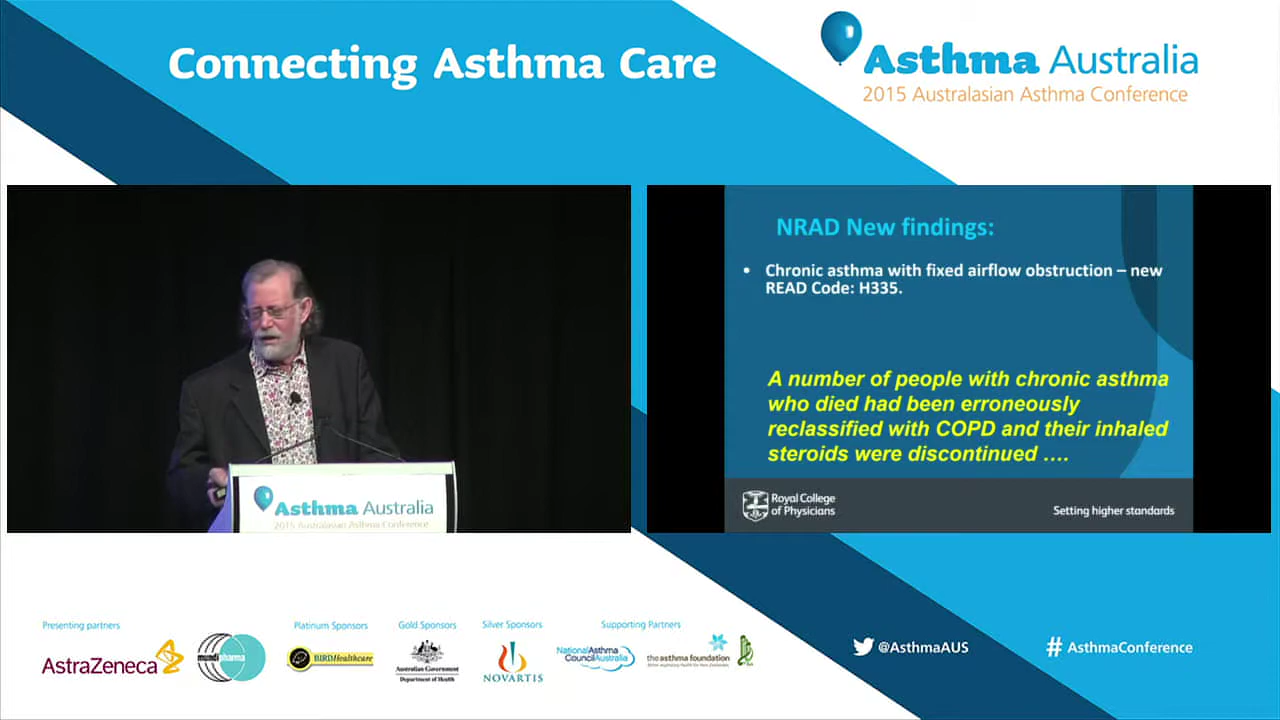 Connecting Asthma Care
Asthma Australia
2015 Australasian Asthma Conference
NRAD New findings:
• Chronic asthma with fixed airflow obstruction – new
READ Code: H335.
A number of people with chronic asthma
who died had been erroneously
reclassified with COPD and their inhaled
steroids were discontinued ….
Royal College
of Physicians
Setting higher standards
Asthma Australia
2015 Australasian Asthma Conference
Presenting partners
AstraZeneca
mundipharma
Platinum Sponsors
BIRDHealthcare
Gold Sponsors
Australian Government
Department of Health
Silver Sponsors
NOVARTIS
Supporting Partners
National Asthma
Council Australia
the asthma foundation
@AsthmaAUS
# AsthmaConference